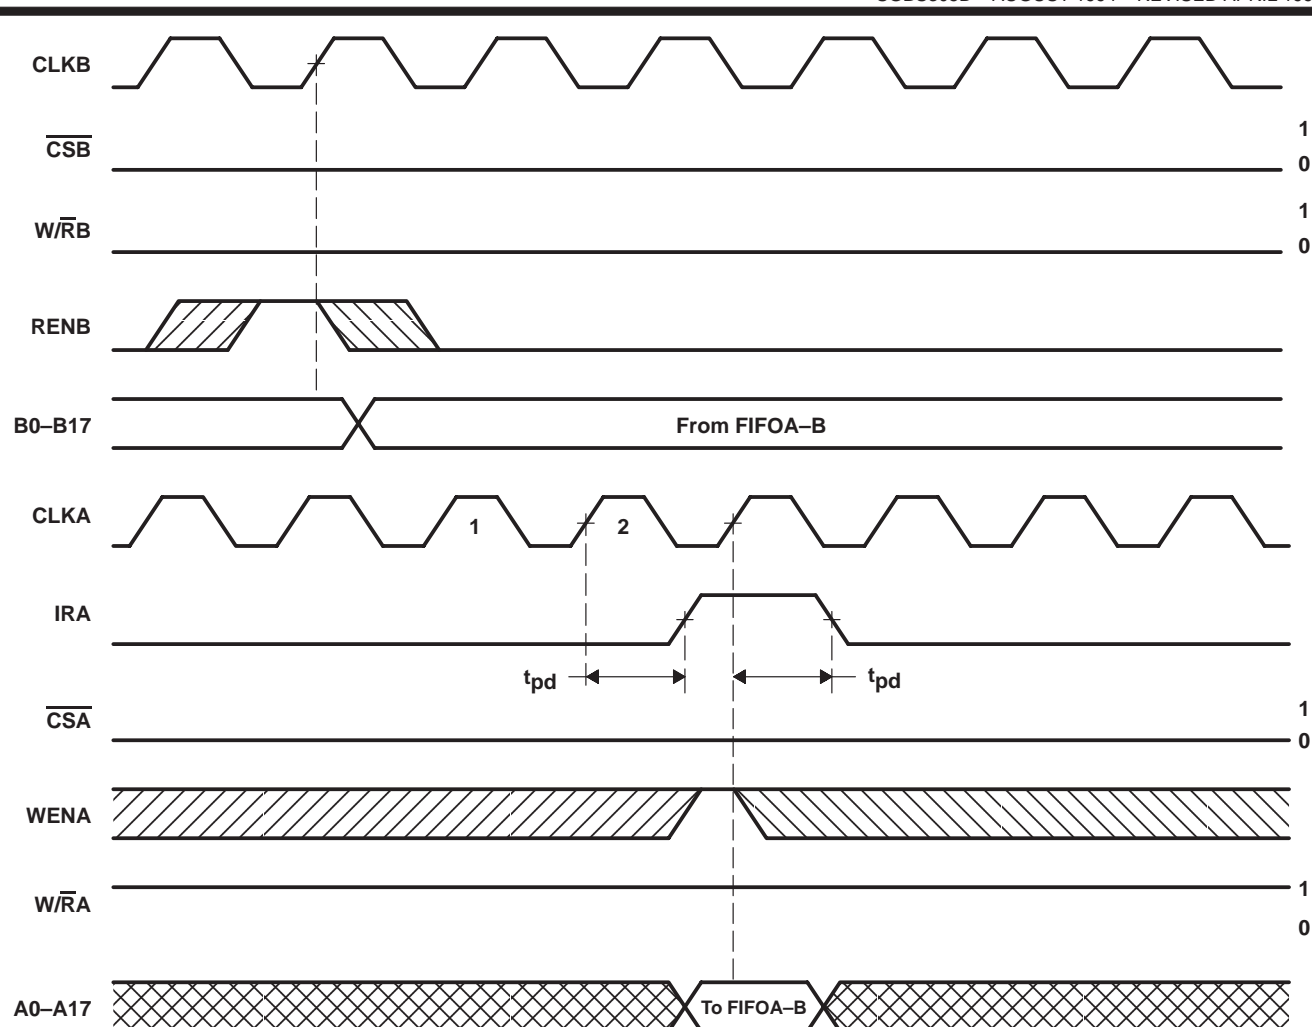 CLKB
CSB
1
0
W/RB
1
0
RENB
B0–B17
From FIFOA–B
CLKA
1
2
IRA
tpd
tpd
CSA
1
0
WENA
W/RA
1
0
A0–A17
To FIFOA–B